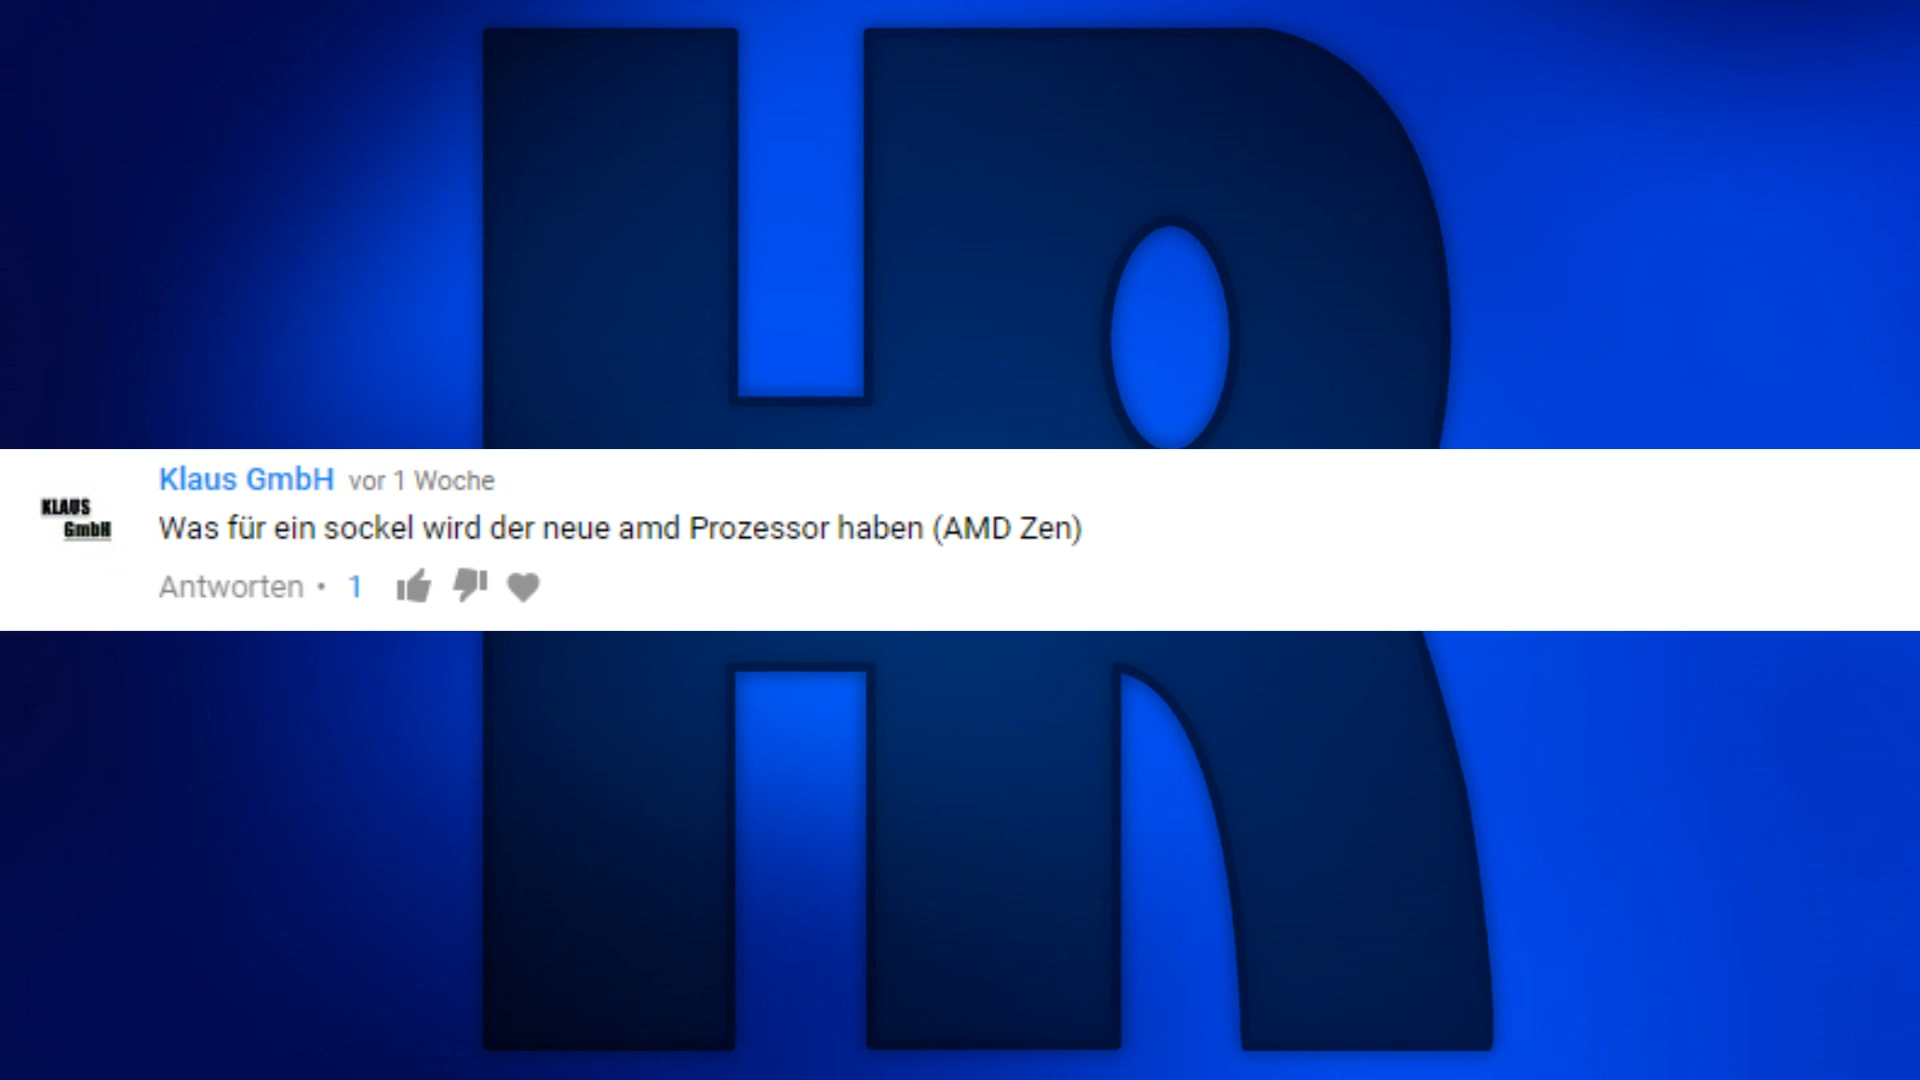 HR
KLAUS
GmbH
Klaus GmbH vor 1 Woche
Was für ein sockel wird der neue amd Prozessor haben (AMD Zen)
Antworten • 1